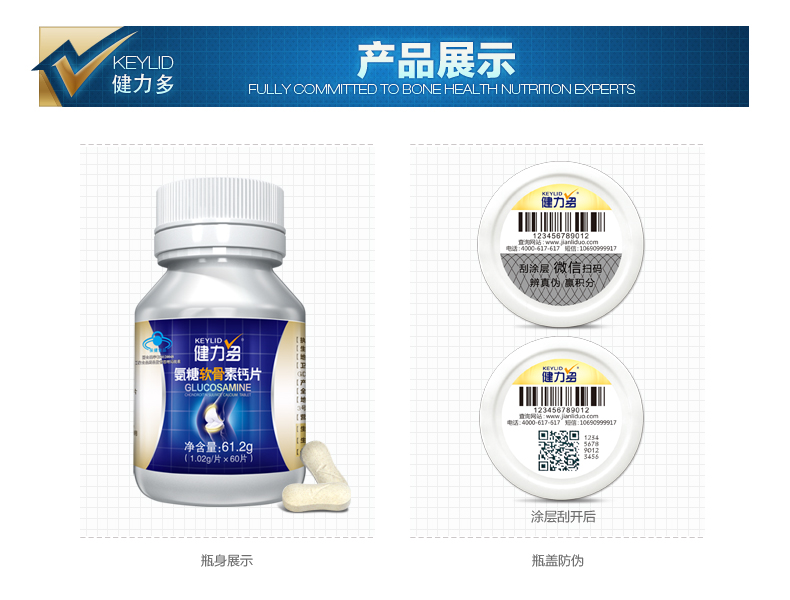 KEYLID
健力多
产品展示
FULLY COMMITTED TO BONE HEALTH NUTRITION EXPERTS
KEYLID
健力多
氨糖软骨素钙片
GLUCOSAMINE
CHONDROITIN SULFATE CALCIUM TABLET
净含量:61.2g
(1.02g/片×60片)
瓶身展示
KEYLID
健力多
123456789012
查询网站:www.jianliduo.com
电话:4000-617-617 短信:10690999917
刮涂层 微信扫码
辨真伪 赢积分
KEYLID
健力多
123456789012
查询网站:www.jianliduo.com
电话:4000-617-617 短信:10690999917
1234
5678
9012
3456
涂层刮开后
瓶盖防伪